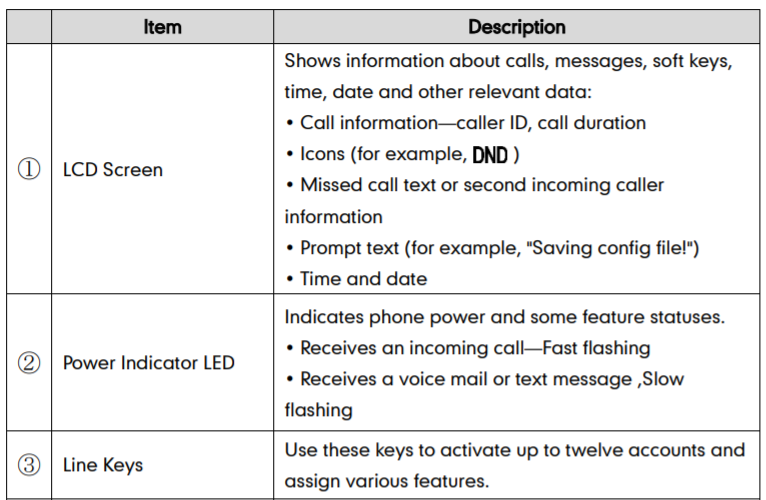 Item Description
Shows information about calls, messages, soft keys,
time, date and other relevant data:
• Call information—caller ID, call duration
• Icons (for example, DND )
① LCD Screen
• Missed call text or second incoming caller
information
• Prompt text (for example, "Saving config file!")
• Time and date
Indicates phone power and some feature statuses.
• Receives an incoming call—Fast flashing
② Power Indicator LED
• Receives a voice mail or text message ,Slow
flashing
③ Line Keys
Use these keys to activate up to twelve accounts and
assign various features.